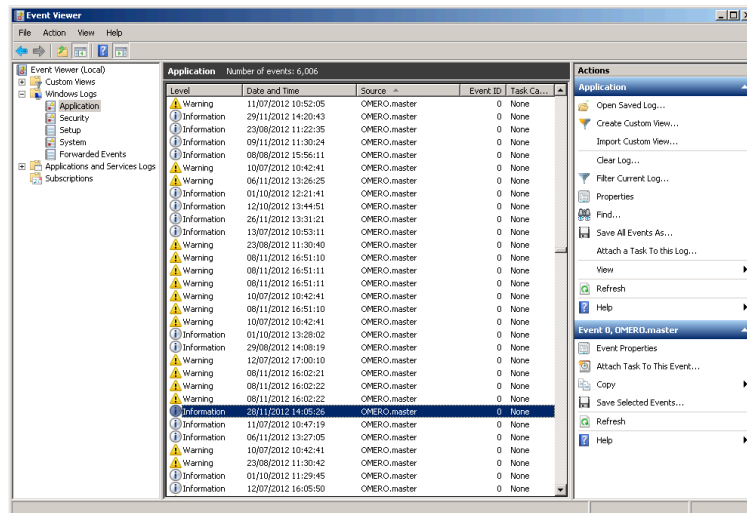 Event Viewer
File Action View Help
Event Viewer (Local)
Custom Views
Windows Logs
Application
Security
Setup
System
Forwarded Events
Applications and Services Logs
Subscriptions
Application Number of events: 6,006
Level Date and Time Source Event ID Task Ca...
Warning 11/07/2012 10:52:05 OMERO.master 0 None
Information 29/11/2012 14:20:43 OMERO.master 0 None
Information 23/08/2012 11:22:35 OMERO.master 0 None
Information 09/11/2012 11:30:24 OMERO.master 0 None
Information 08/08/2012 15:56:11 OMERO.master 0 None
Warning 10/07/2012 10:42:41 OMERO.master 0 None
Warning 06/11/2012 13:26:25 OMERO.master 0 None
Information 01/10/2012 12:21:41 OMERO.master 0 None
Information 12/10/2012 13:44:51 OMERO.master 0 None
Information 26/11/2012 13:31:21 OMERO.master 0 None
Information 13/07/2012 10:53:11 OMERO.master 0 None
Warning 23/08/2012 11:30:40 OMERO.master 0 None
Warning 08/11/2012 16:51:10 OMERO.master 0 None
Warning 08/11/2012 16:51:11 OMERO.master 0 None
Warning 08/11/2012 16:51:11 OMERO.master 0 None
Warning 10/07/2012 10:42:41 OMERO.master 0 None
Warning 08/11/2012 16:51:10 OMERO.master 0 None
Warning 10/07/2012 10:42:41 OMERO.master 0 None
Information 01/10/2012 13:28:02 OMERO.master 0 None
Information 29/08/2012 14:08:19 OMERO.master 0 None
Warning 12/07/2012 17:00:10 OMERO.master 0 None
Warning 08/11/2012 16:02:21 OMERO.master 0 None
Warning 08/11/2012 16:02:22 OMERO.master 0 None
Warning 08/11/2012 16:02:22 OMERO.master 0 None
Information 28/11/2012 14:05:26 OMERO.master 0 None
Information 11/07/2012 10:47:19 OMERO.master 0 None
Information 06/11/2012 13:27:05 OMERO.master 0 None
Warning 10/07/2012 10:42:41 OMERO.master 0 None
Warning 23/08/2012 11:30:42 OMERO.master 0 None
Information 01/10/2012 11:29:45 OMERO.master 0 None
Information 12/07/2012 16:05:50 OMERO.master 0 None
Actions
Application
Open Saved Log...
Create Custom View...
Import Custom View...
Clear Log...
Filter Current Log...
Properties
Find...
Save All Events As...
Attach a Task To this Log...
View
Refresh
Help
Event 0, OMERO.master
Event Properties
Attach Task To This Event...
Copy
Save Selected Events...
Refresh
Help